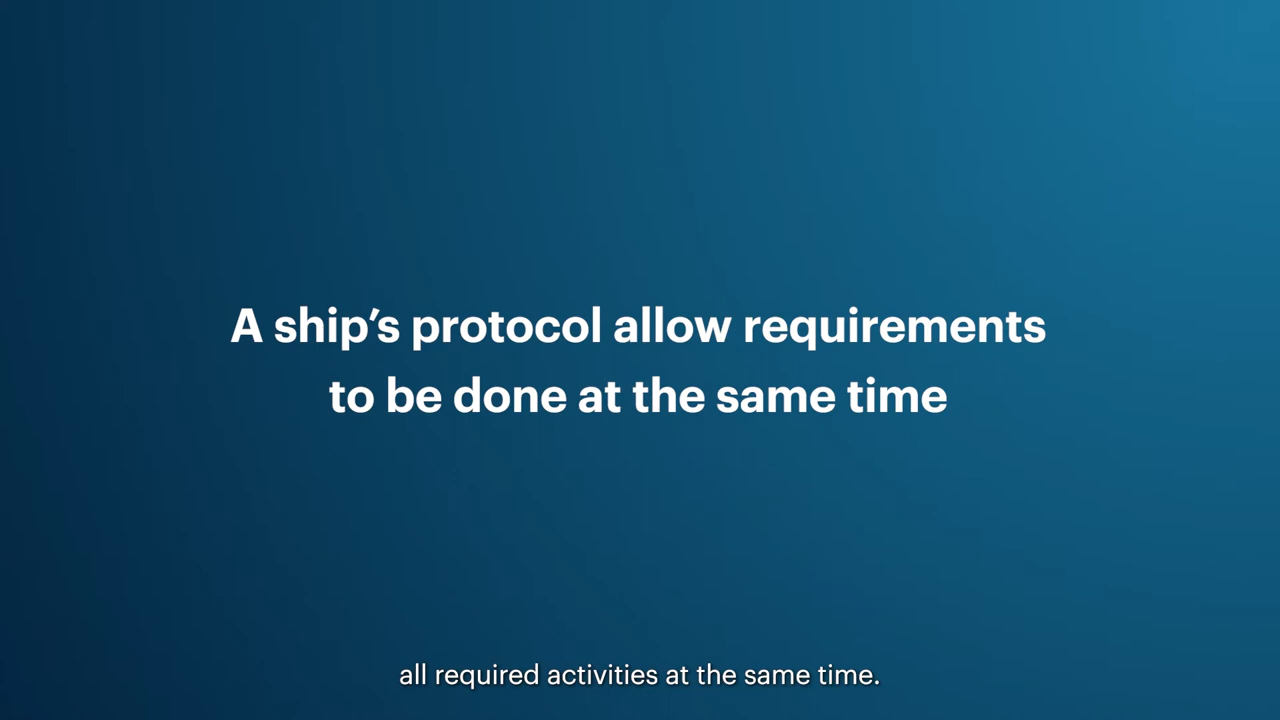 A ship’s protocol allow requirements
to be done at the same time
all required activities at the same time.